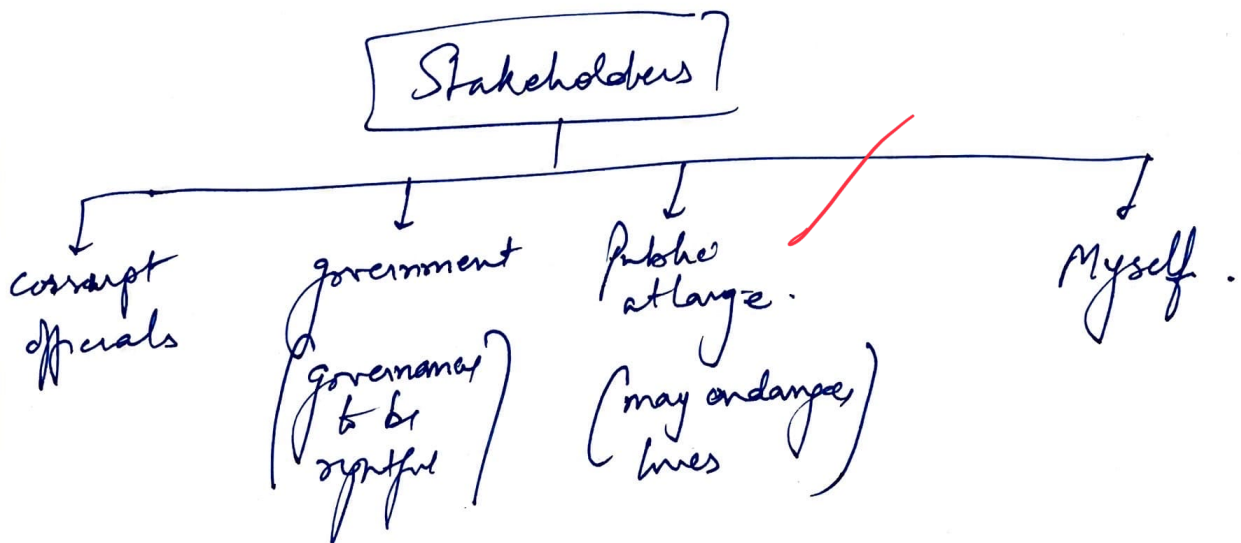 Stakeholders
corrupt
officials
government
(governance
to be
rightful)
Public
at large.
(may endanger
lives)
Myself.